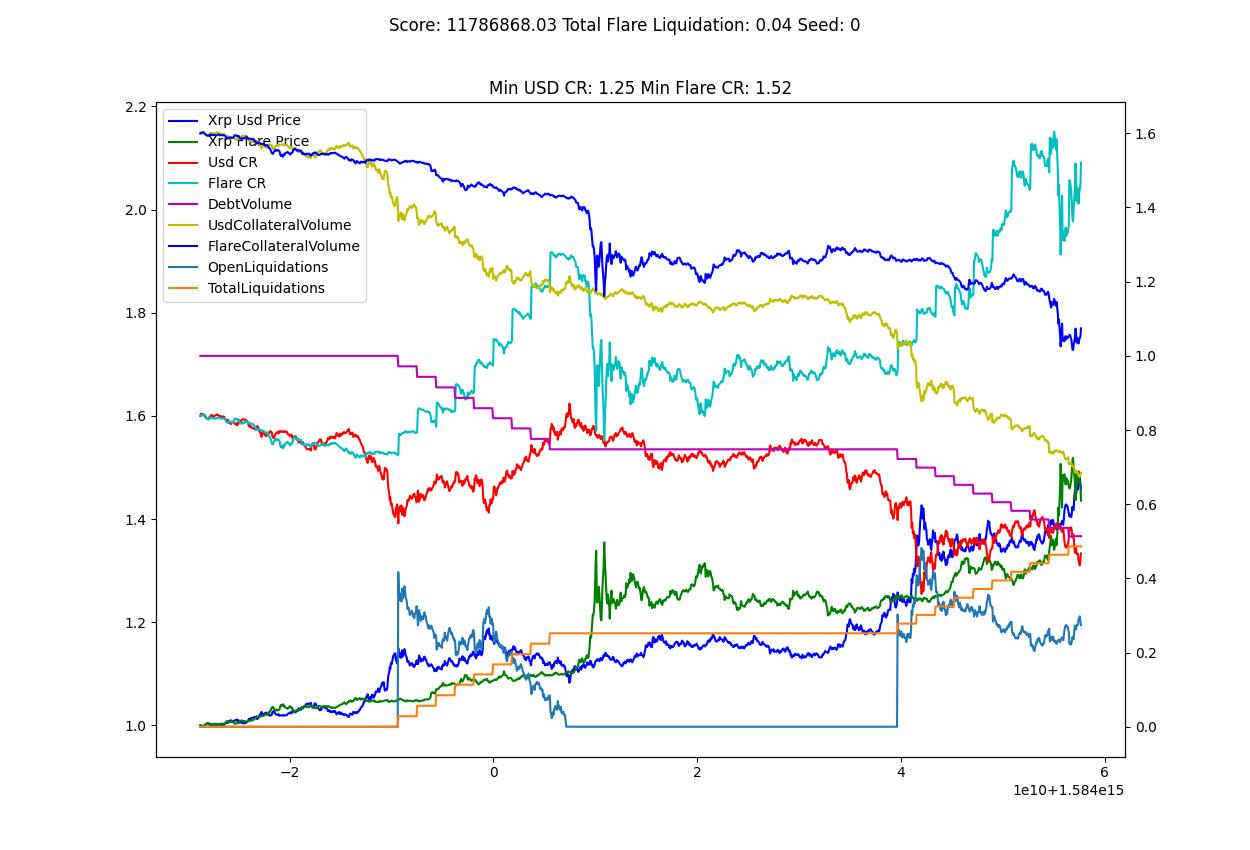 Score: 11786868.03 Total Flare Liquidation: 0.04 Seed: 0
Min USD CR: 1.25 Min Flare CR: 1.52
Xrp Usd Price
Xrp Flare Price
Usd CR
Flare CR
DebtVolume
UsdCollateralVolume
FlareCollateralVolume
OpenLiquidations
TotalLiquidations
2.2
2.0
1.8
1.6
1.4
1.2
1.0
1.6
1.4
1.2
1.0
0.8
0.6
0.4
0.2
0.0
−2 0 2 4 6
1e10+1.584e15